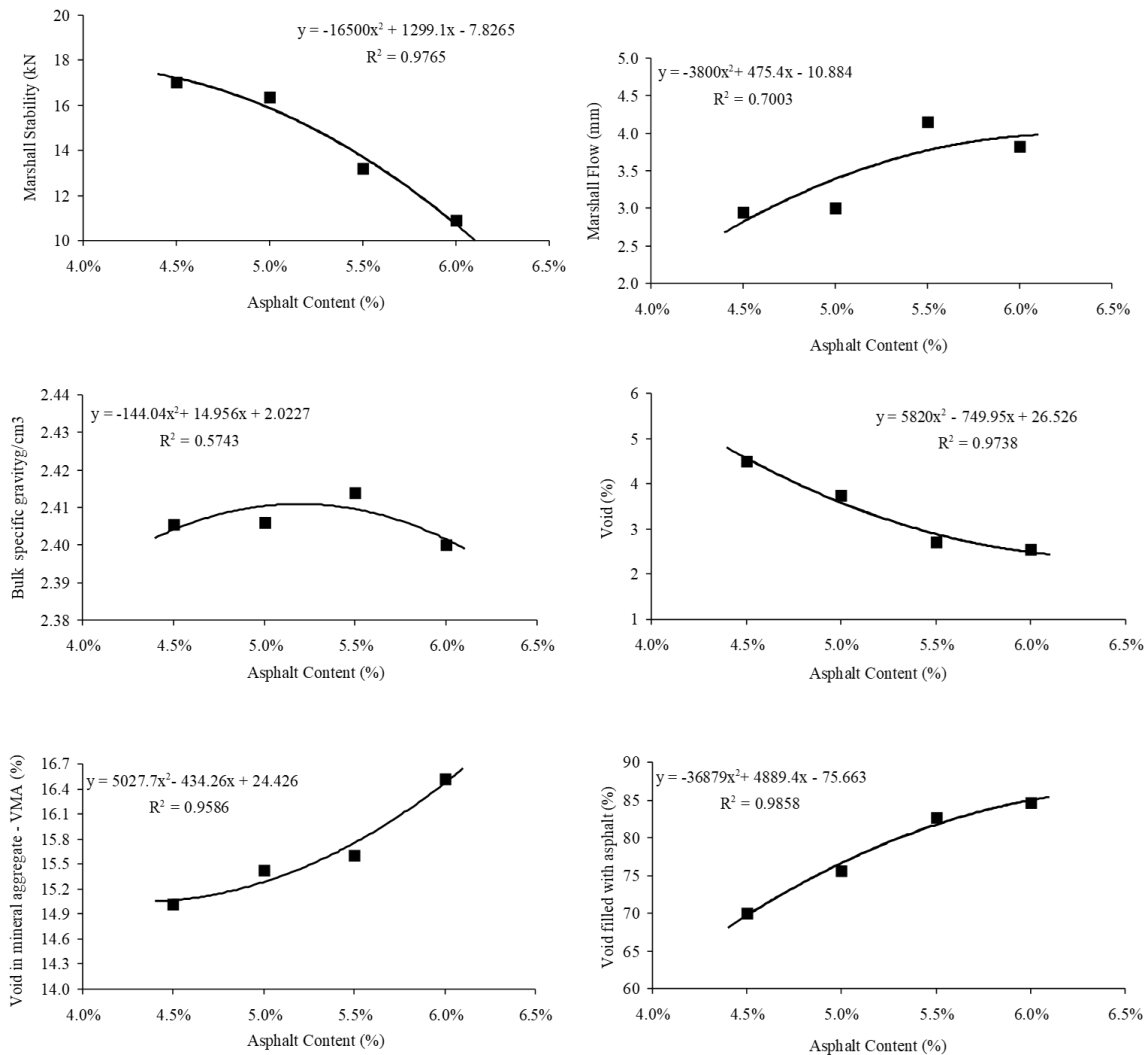 y = -16500x² + 1299.1x - 7.8265
R² = 0.9765
Marshall Stability (kN
20
18
16
14
12
10
4.0% 4.5% 5.0% 5.5% 6.0% 6.5%
Asphalt Content (%)
y = -3800x²+ 475.4x - 10.884
R² = 0.7003
Marshall Flow (mm)
5.0
4.5
4.0
3.5
3.0
2.5
2.0
4.0% 4.5% 5.0% 5.5% 6.0% 6.5%
Asphalt Content (%)
y = -144.04x²+ 14.956x + 2.0227
R² = 0.5743
Bulk specific gravityg/cm3
2.44
2.43
2.42
2.41
2.40
2.39
2.38
4.0% 4.5% 5.0% 5.5% 6.0% 6.5%
Asphalt Content (%)
y = 5820x² - 749.95x + 26.526
R² = 0.9738
Void (%)
6
5
4
3
2
1
4.0% 4.5% 5.0% 5.5% 6.0% 6.5%
Asphalt Content (%)
y = 5027.7x²- 434.26x + 24.426
R² = 0.9586
Void in mineral aggregate - VMA (%)
16.7
16.4
16.1
15.8
15.5
15.2
14.9
14.6
14.3
14.0
4.0% 4.5% 5.0% 5.5% 6.0% 6.5%
Asphalt Content (%)
y = -36879x²+ 4889.4x - 75.663
R² = 0.9858
Void filled with asphalt (%)
90
85
80
75
70
65
60
4.0% 4.5% 5.0% 5.5% 6.0% 6.5%
Asphalt Content (%)